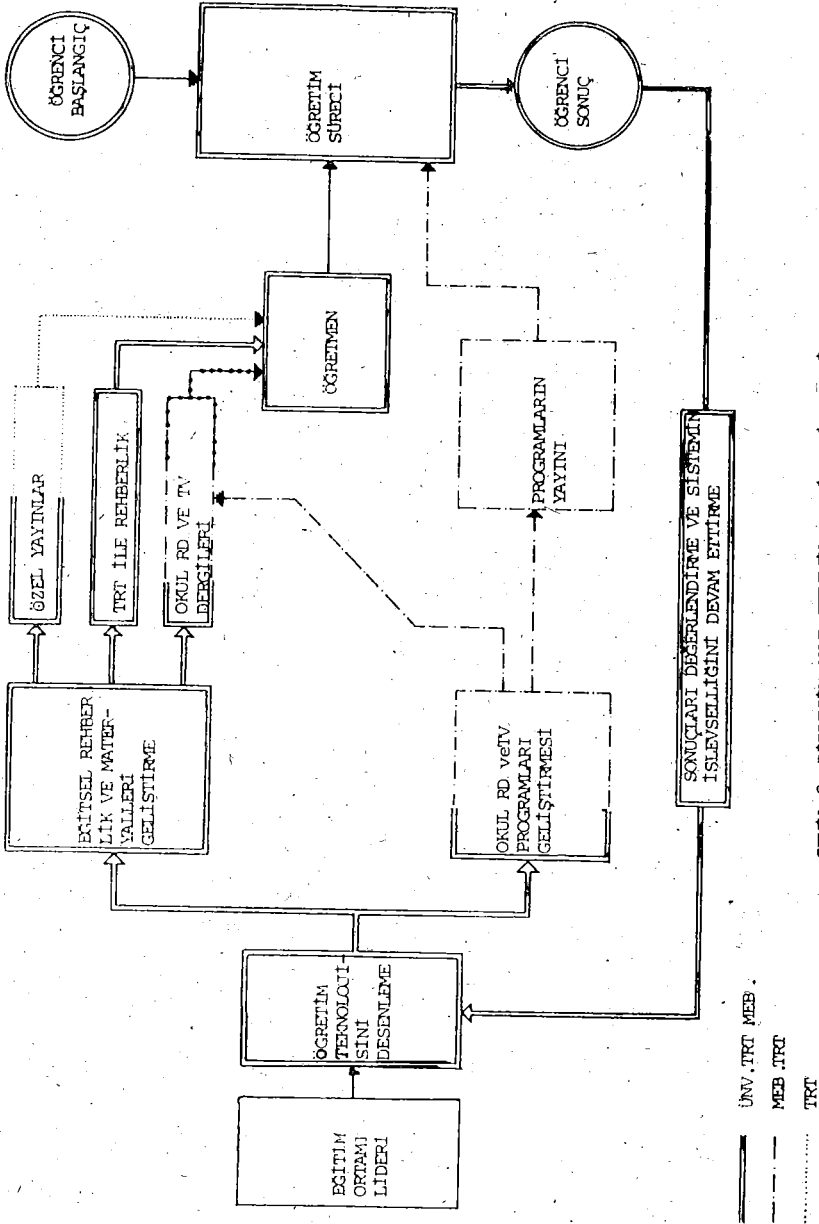 ÖĞRENCİ
BAŞLANGIÇ
ÖĞRETİM
SÜRECİ
ÖĞRENCİ
SONUÇ
ÖĞRETMEN
ÖZEL YAYINLAR
TRT İLE REHBERLİK
OKUL RD VE TV
DERGİLERİ
PROGRAMLARIN
YAYINI
EĞİTSEL REHBER
LİK VE MATER-
YALLERİ
GELİŞTİRME
OKUL RD. veTV.
PROGRAMLARI
GELİŞTİRMESİ
SONUÇLARI DEĞERLENDİRME VE SİSTEMİN
İŞLEVSELLİĞİNİ DEVAM ETTİRME
ÖĞRETİM
TEKNOLOJİ-
SİNİ
DESENLEME
EĞİTİM
ORTAMI
LİDERİ
ÜNV.TRT MEB.
MEB.TRT
TRT